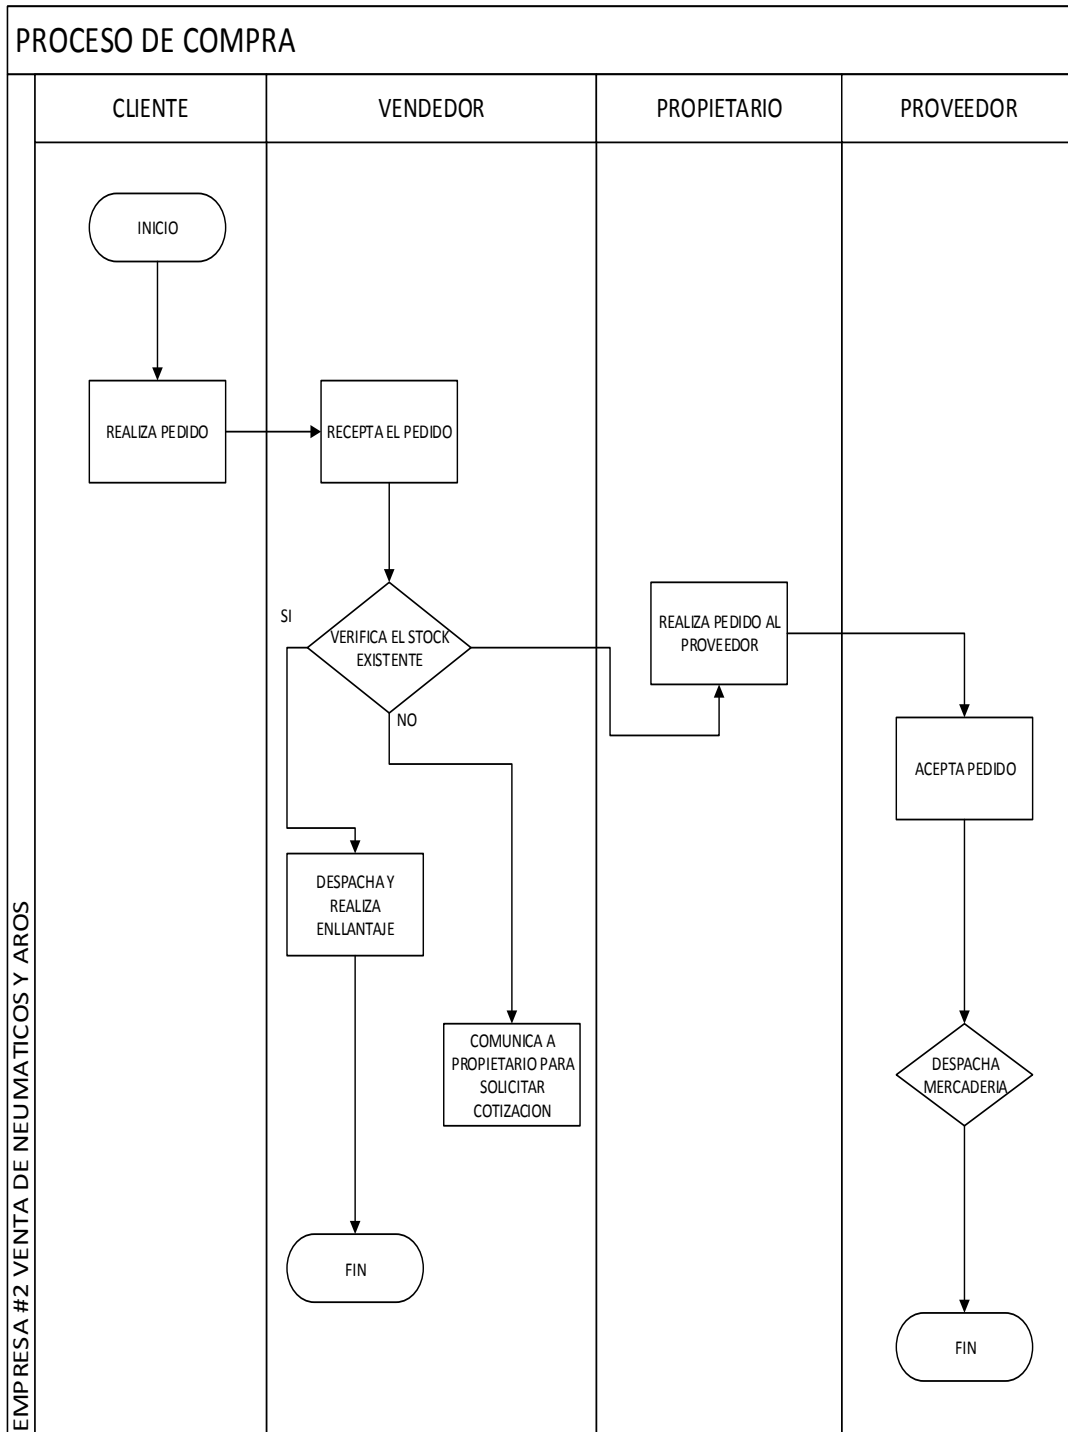 PROCESO DE COMPRA
CLIENTE
VENDEDOR
PROPIETARIO
PROVEEDOR
EMPRESA #2 VENTA DE NEUMATICOS Y AROS
INICIO
REALIZA PEDIDO
RECEPTA EL PEDIDO
SI
VERIFICA EL STOCK
EXISTENTE
NO
REALIZA PEDIDO AL
PROVEEDOR
ACEPTA PEDIDO
DESPACHA Y
REALIZA
ENLLANTAJE
COMUNICA A
PROPIETARIO PARA
SOLICITAR
COTIZACION
DESPACHA
MERCADERIA
FIN
FIN